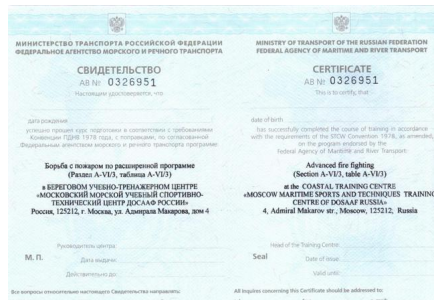 МИНИСТЕРСТВО ТРАНСПОРТА РОССИЙСКОЙ ФЕДЕРАЦИИ
ФЕДЕРАЛЬНОЕ АГЕНТСТВО МОРСКОГО И РЕЧНОГО ТРАНСПОРТА
СВИДЕТЕЛЬСТВО
АВ № 0326951
Настоящим удостоверяется, что
дата рождения
успешно прошел курс подготовки в соответствии с требованиями
Конвенции ПДНВ 1978 года, с поправками, по согласованной
Федеральным агентством морского и речного транспорта программе
Борьба с пожаром по расширенной программе
(Раздел А-VI/3, таблица А-VI/3)
в БЕРЕГОВОМ УЧЕБНО-ТРЕНАЖЕРНОМ ЦЕНТРЕ
«МОСКОВСКИЙ МОРСКОЙ УЧЕБНЫЙ СПОРТИВНО-
ТЕХНИЧЕСКИЙ ЦЕНТР ДОСААФ РОССИИ»
Россия, 125212, г. Москва, ул. Адмирала Макарова, дом 4
Руководитель центра
М. П.
Дата выдачи:
Действительно до:
Все вопросы относительно настоящего Свидетельства направлять:
MINISTRY OF TRANSPORT OF THE RUSSIAN FEDERATION
FEDERAL AGENCY OF MARITIME AND RIVER TRANSPORT
CERTIFICATE
АВ № 0326951
This is to certify, that
date of birth
has successfully completed the course of training in accordance
with the requirements of the STCW Convention 1978, as amended,
on the program endorsed by the
Federal Agency of Maritime and River Transport:
Advanced fire fighting
(Section A-VI/3, table A-VI/3)
at the COASTAL TRAINING CENTRE
«MOSCOW MARITIME SPORTS AND TECHNIQUES TRAINING
CENTRE OF DOSAAF RUSSIA»
4, Admiral Makarov str., Moscow, 125212, Russia
Head of the Training Centre
Seal
Date of issue:
Valid until:
All inquires concerning this Certificate should be addressed to: